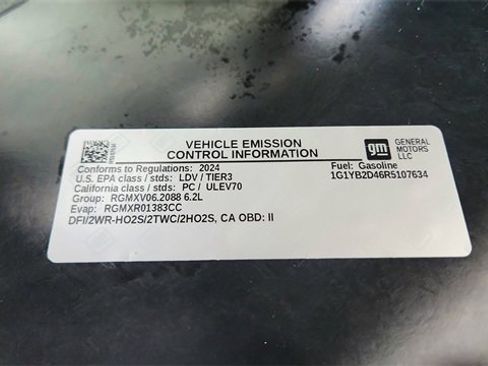 VEHICLE EMISSION
CONTROL INFORMATION
gm
GENERAL
MOTORS
LLC
Conforms to Regulations: 2024
Fuel: Gasoline
U.S. EPA class / stds: LDV / TIER3
1G1YB2D46R5107634
California class / stds: PC / ULEV70
Group: RGMXV06.2088 6.2L
Evap: RGMXR01383CC
DFI/2WR-HO2S/2TWC/2HO2S, CA OBD: II